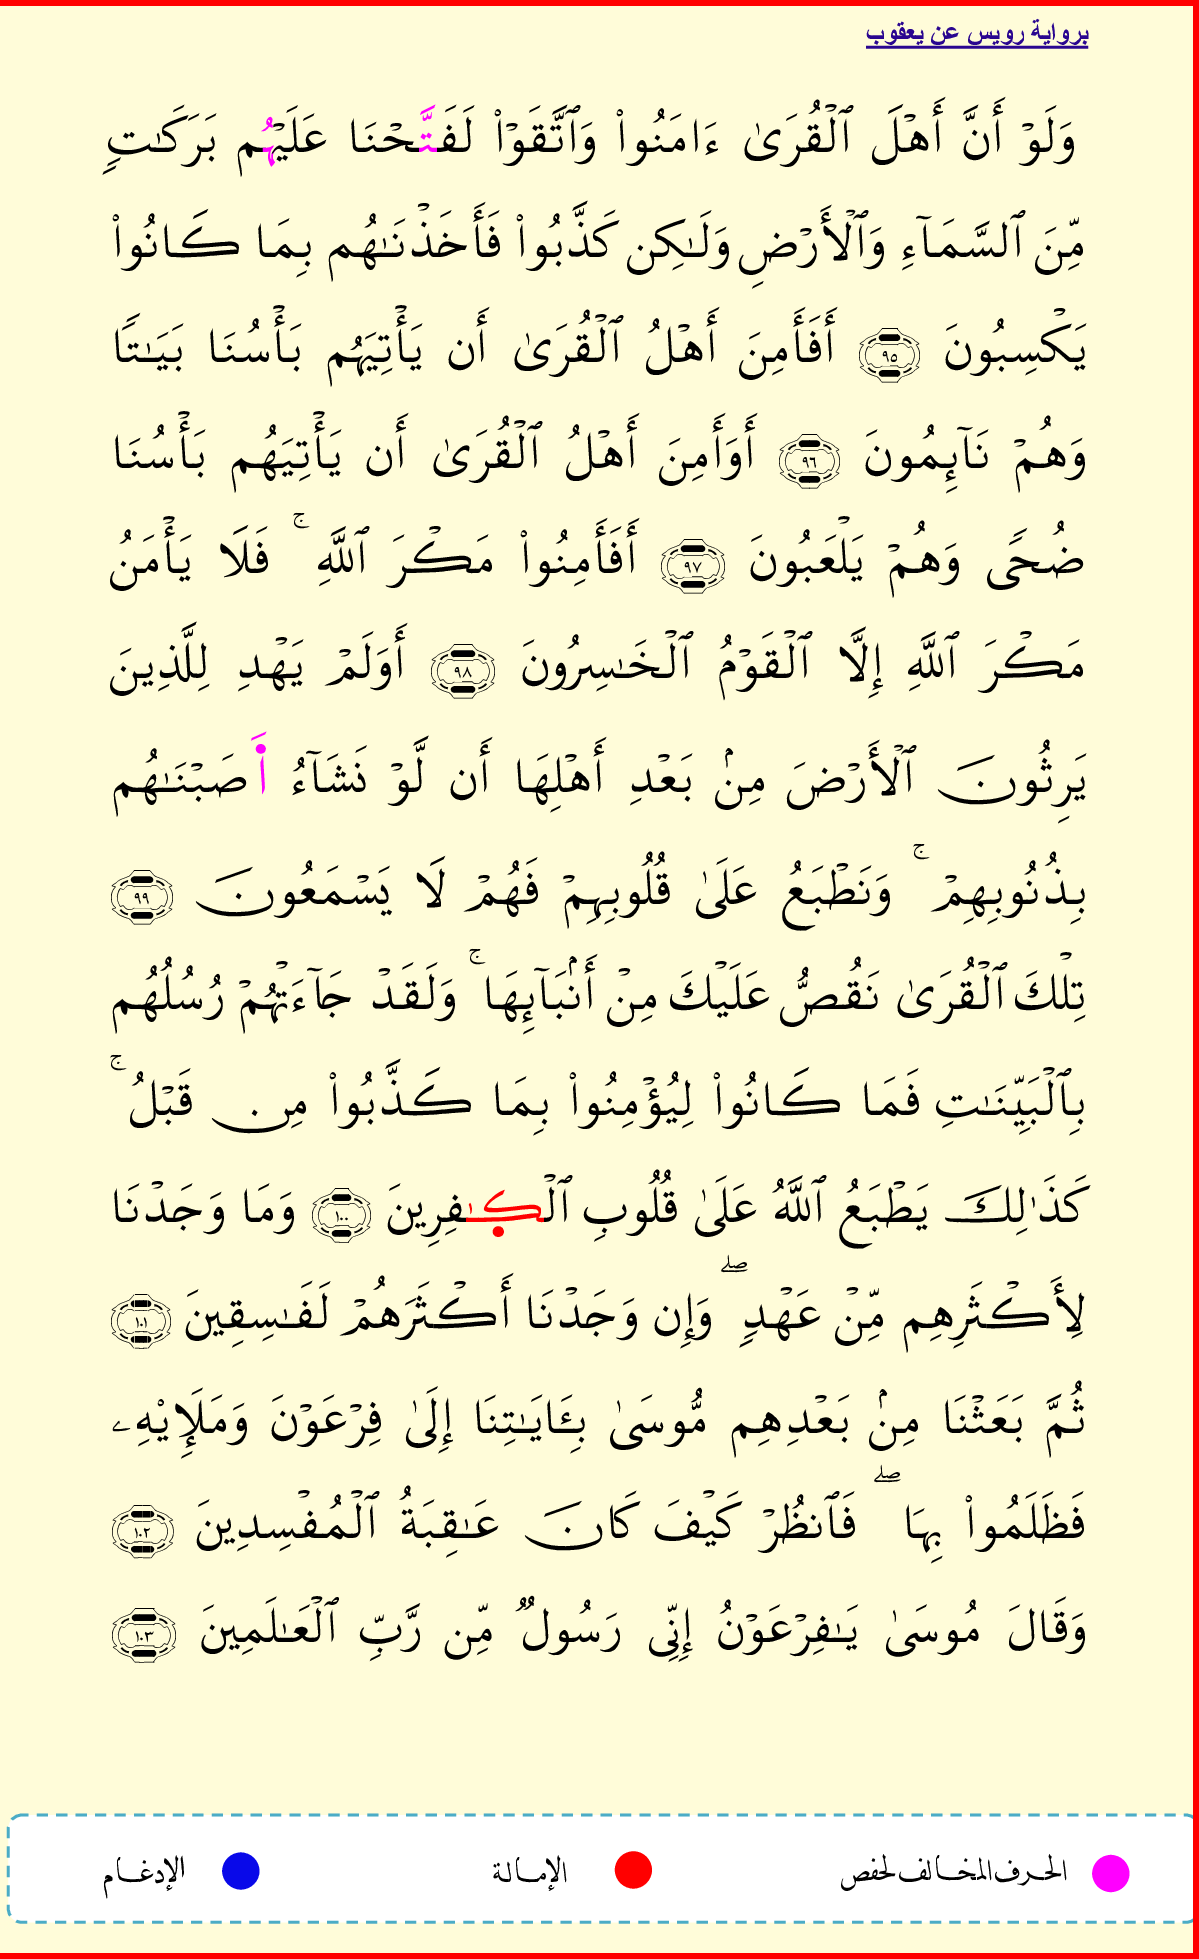 برواية رويس عن يعقوب
وَلَوۡ أَنَّ أَهۡلَ ٱلۡقُرَىٰ ءَامَنُواْ وَٱتَّقَوۡاْ لَفَتَّحۡنَا عَلَيۡهُم بَرَكَٰتٖ
مِّنَ ٱلسَّمَآءِ وَٱلۡأَرۡضِ وَلَٰكِن كَذَّبُواْ فَأَخَذۡنَٰهُم بِمَا كَانُواْ
يَكۡسِبُونَ ٩٥ أَفَأَمِنَ أَهۡلُ ٱلۡقُرَىٰ أَن يَأۡتِيَهُم بَأۡسُنَا بَيَٰتٗا
وَهُمۡ نَآئِمُونَ ٩٦ أَوَأَمِنَ أَهۡلُ ٱلۡقُرَىٰ أَن يَأۡتِيَهُم بَأۡسُنَا
ضُحٗى وَهُمۡ يَلۡعَبُونَ ٩٧ أَفَأَمِنُواْ مَكۡرَ ٱللَّهِۚ فَلَا يَأۡمَنُ
مَكۡرَ ٱللَّهِ إِلَّا ٱلۡقَوۡمُ ٱلۡخَٰسِرُونَ ٩٨ أَوَلَمۡ يَهۡدِ لِلَّذِينَ
يَرِثُونَ ٱلۡأَرۡضَ مِنۢ بَعۡدِ أَهۡلِهَا أَن لَّوۡ نَشَآءُ اَ۬صَبۡنَٰهُم
بِذُنُوبِهِمۡۚ وَنَطۡبَعُ عَلَىٰ قُلُوبِهِمۡ فَهُمۡ لَا يَسۡمَعُونَ ٩٩
تِلۡكَ ٱلۡقُرَىٰ نَقُصُّ عَلَيۡكَ مِنۡ أَنۢبَآئِهَاۚ وَلَقَدۡ جَآءَتۡهُمۡ رُسُلُهُم
بِٱلۡبَيِّنَٰتِ فَمَا كَانُواْ لِيُؤۡمِنُواْ بِمَا كَذَّبُواْ مِن قَبۡلُۚ
كَذَٰلِكَ يَطۡبَعُ ٱللَّهُ عَلَىٰ قُلُوبِ ٱلۡكٰٜفِرِينَ ١٠٠ وَمَا وَجَدۡنَا
لِأَكۡثَرِهِم مِّنۡ عَهۡدٖۖ وَإِن وَجَدۡنَا أَكۡثَرَهُمۡ لَفَٰسِقِينَ ١٠١
ثُمَّ بَعَثۡنَا مِنۢ بَعۡدِهِم مُّوسَىٰ بِـَٔايَٰتِنَا إِلَىٰ فِرۡعَوۡنَ وَمَلَإِيْهِۦ
فَظَلَمُواْ بِهَاۖ فَٱنظُرۡ كَيۡفَ كَانَ عَٰقِبَةُ ٱلۡمُفۡسِدِينَ ١٠٢
وَقَالَ مُوسَىٰ يَٰفِرۡعَوۡنُ إِنِّي رَسُولٞ مِّن رَّبِّ ٱلۡعَٰلَمِينَ ١٠٣
الحرف المخالف لحفص الإمالة الإدغام